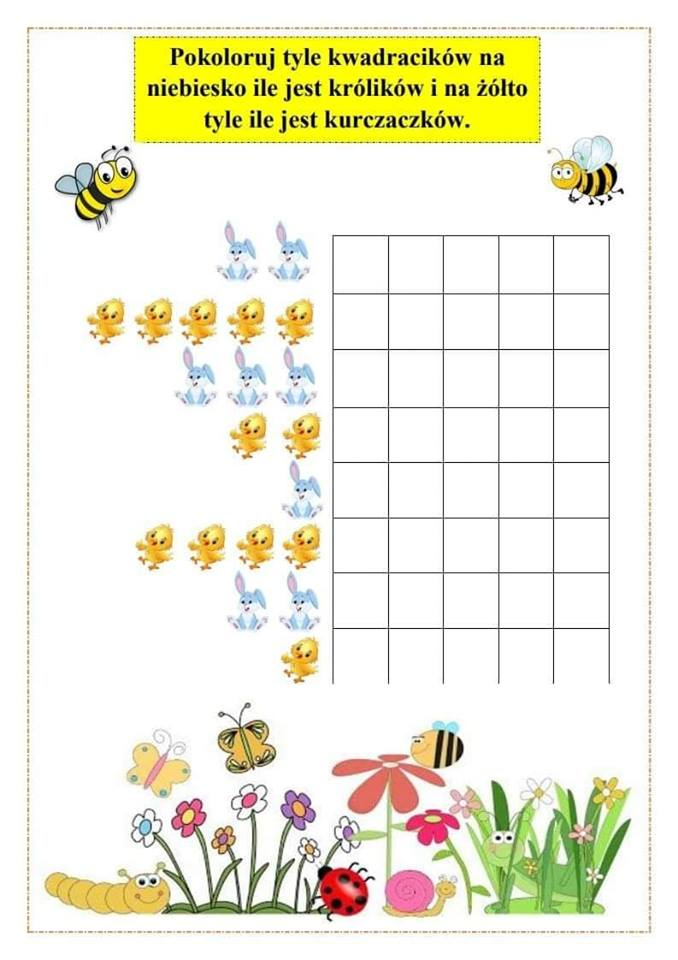 Pokoloruj tyle kwadracików na
niebiesko ile jest królików i na żółto
tyle ile jest kurczaczków.